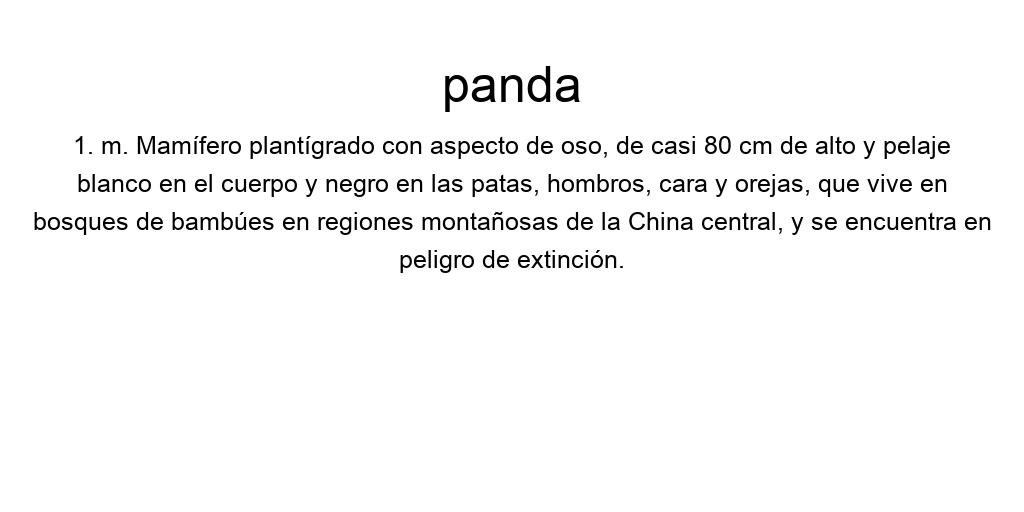 panda
1. m. Mamífero plantígrado con aspecto de oso, de casi 80 cm de alto y pelaje
blanco en el cuerpo y negro en las patas, hombros, cara y orejas, que vive en
bosques de bambúes en regiones montañosas de la China central, y se encuentra en
peligro de extinción.